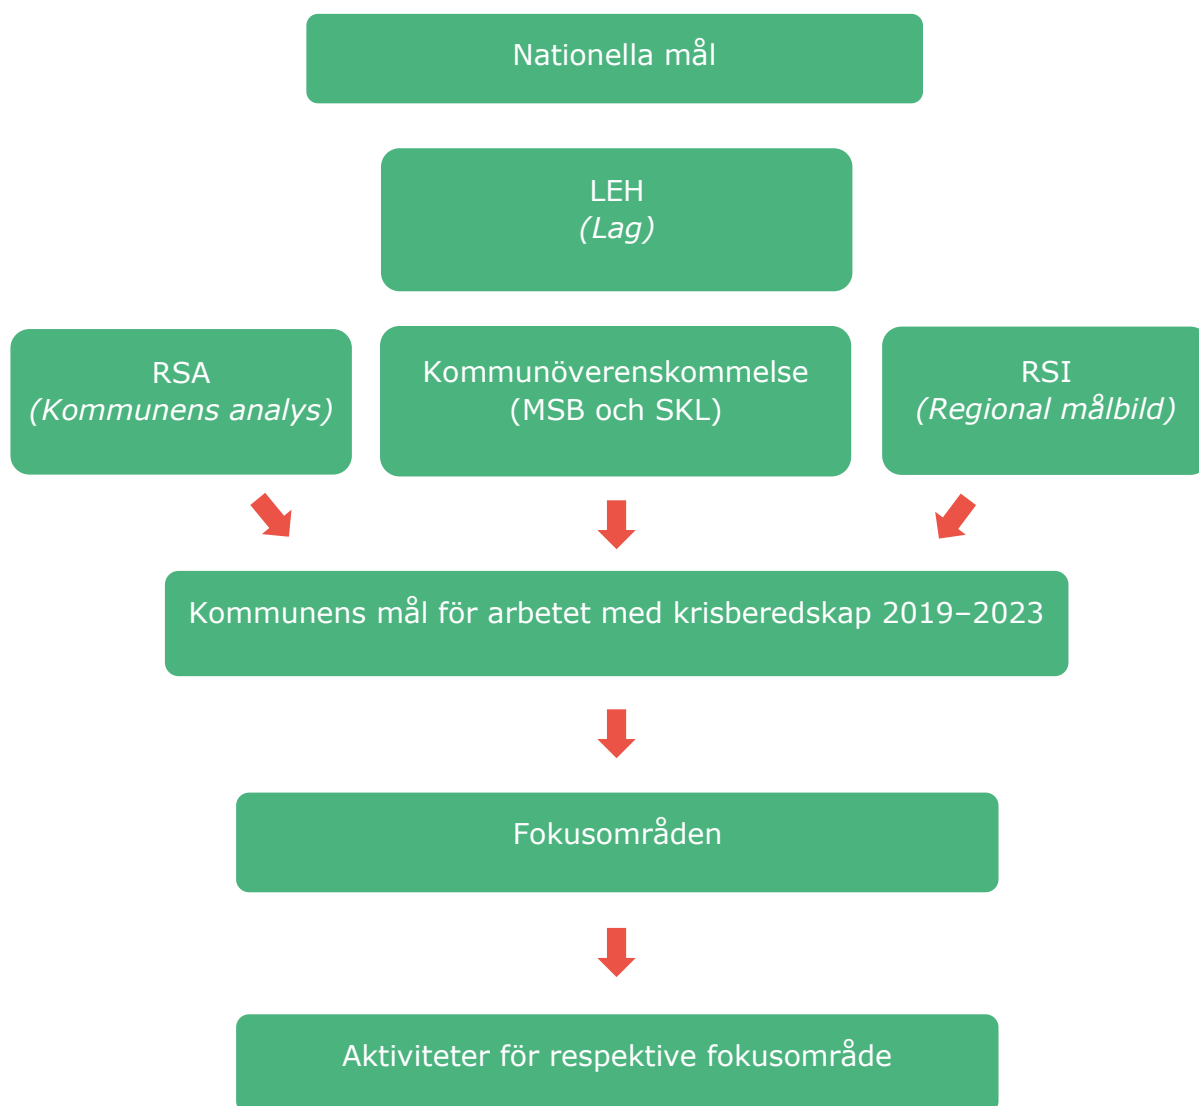 Nationella mål
LEH
(Lag)
RSA
(Kommunens analys)
Kommunöverenskommelse
(MSB och SKL)
RSI
(Regional målbild)
Kommunens mål för arbetet med krisberedskap 2019–2023
Fokusområden
Aktiviteter för respektive fokusområde